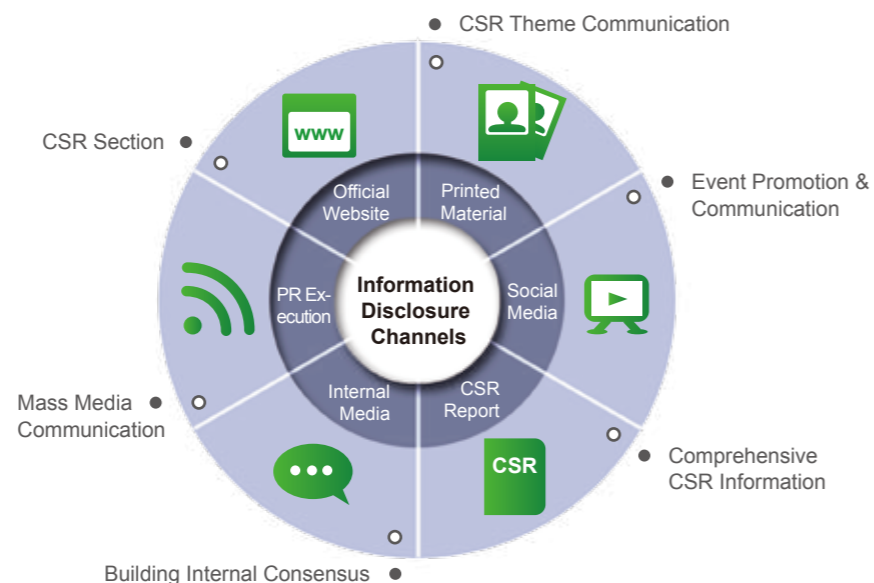 CSR Theme Communication
www
CSR Section
Event Promotion &
Communication
Official
Website
Printed
Material
Information
Disclosure
Channels
PR Ex-
ecution
Social
Media
Internal
Media
CSR
Report
Mass Media
Communication
CSR
Comprehensive
CSR Information
Building Internal Consensus